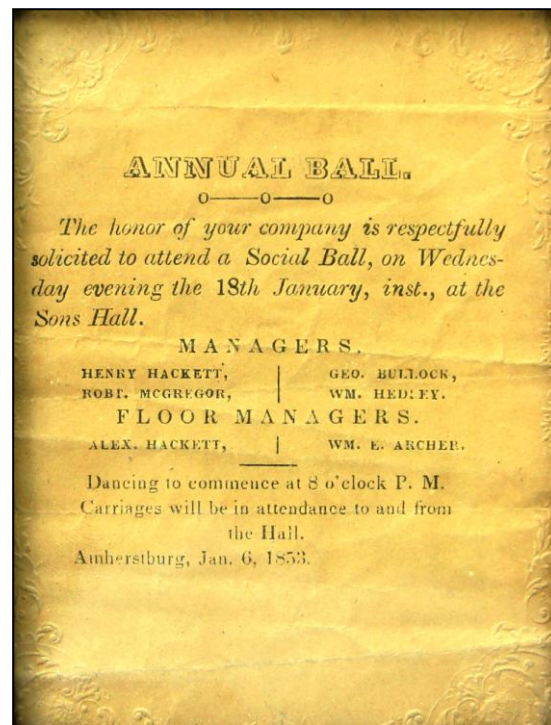 ANNUAL BALL.
o——o——o
The honor of your company is respectfully
solicited to attend a Social Ball, on Wednes-
day evening the 18th January, inst., at the
Sons Hall.
MANAGERS.
HENRY HACKETT, | GEO. BULLOCK,
ROBT. MCGREGOR, | WM. HEDLEY.
FLOOR MANAGERS.
ALEX. HACKETT, | WM. E. ARCHER.
Dancing to commence at 8 o'clock P. M.
Carriages will be in attendance to and from
the Hall.
Amherstburg, Jan. 6, 1853.